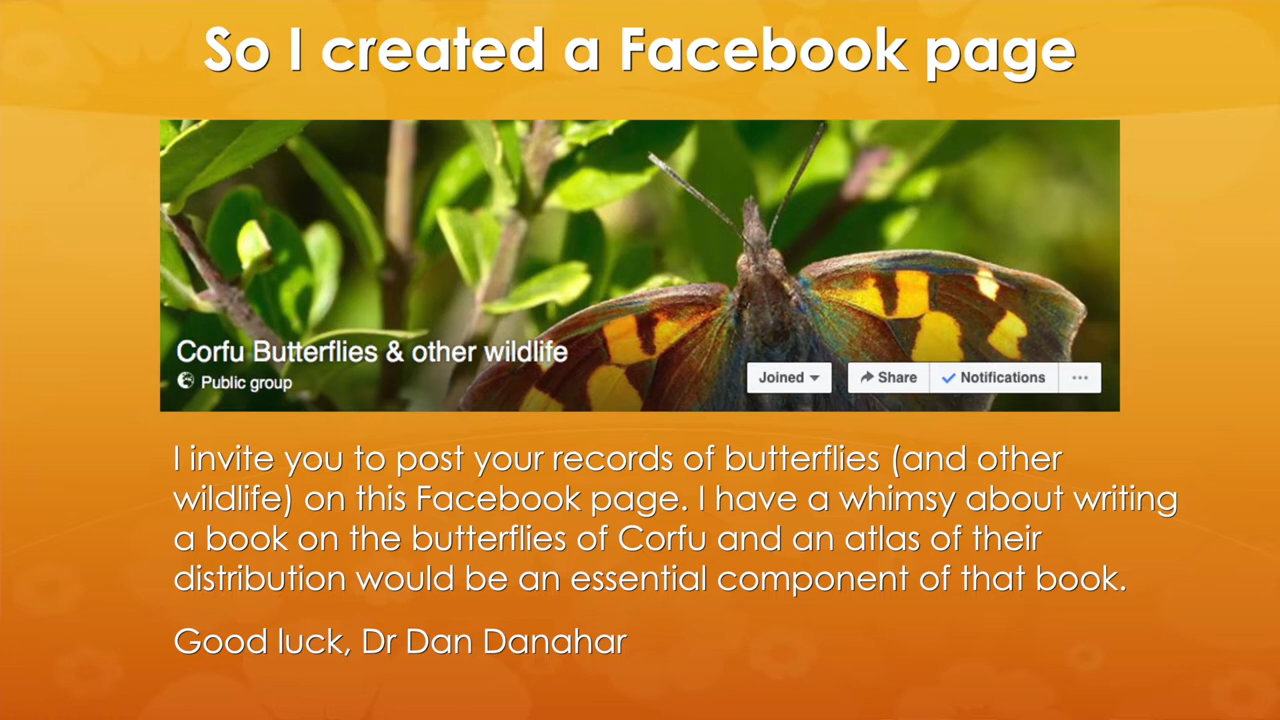 So I created a Facebook page
Corfu Butterflies & other wildlife
Public group
Joined
Share
Notifications
I invite you to post your records of butterflies (and other
wildlife) on this Facebook page. I have a whimsy about writing
a book on the butterflies of Corfu and an atlas of their
distribution would be an essential component of that book.
Good luck, Dr Dan Danahar